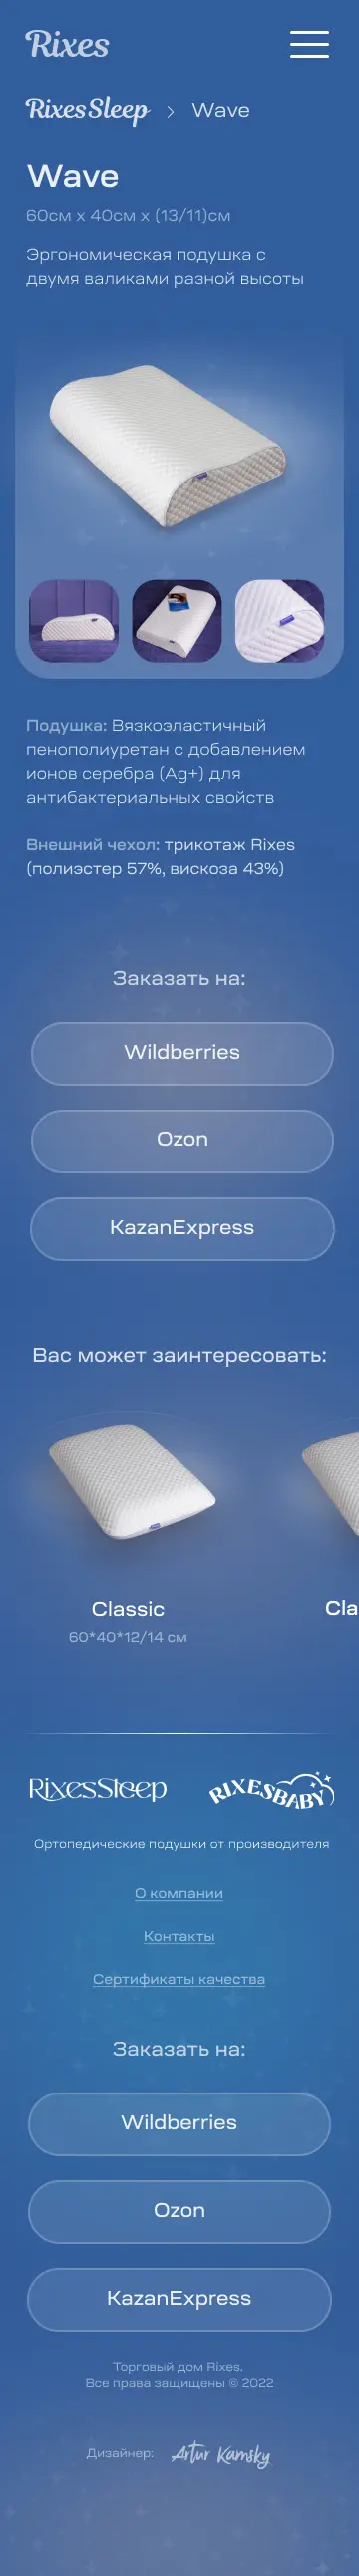 Rixes
RixesSleep > Wave
Wave
60см x 40см x (13/11)см
Эргономическая подушка с
двумя валиками разной высоты
Подушка: Вязкоэластичный
пенополиуретан с добавлением
ионов серебра (Ag+) для
антибактериальных свойств
Внешний чехол: трикотаж Rixes
(полиэстер 57%, вискоза 43%)
Заказать на:
Wildberries
Ozon
KazanExpress
Вас может заинтересовать:
Classic
Cla
60*40*12/14 см
RixesSleep
RIXESBABY
Ортопедические подушки от производителя
О компании
Контакты
Сертификаты качества
Заказать на:
Wildberries
Ozon
KazanExpress
Торговый дом Rixes.
Все права защищены © 2022
Дизайнер: Artur Kamsky